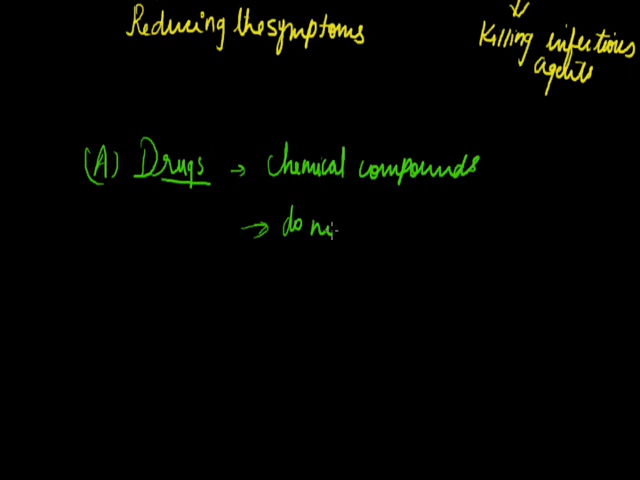 Reducing the symptoms
Killing infectious
agents
(A) Drugs → Chemical compounds
→ do